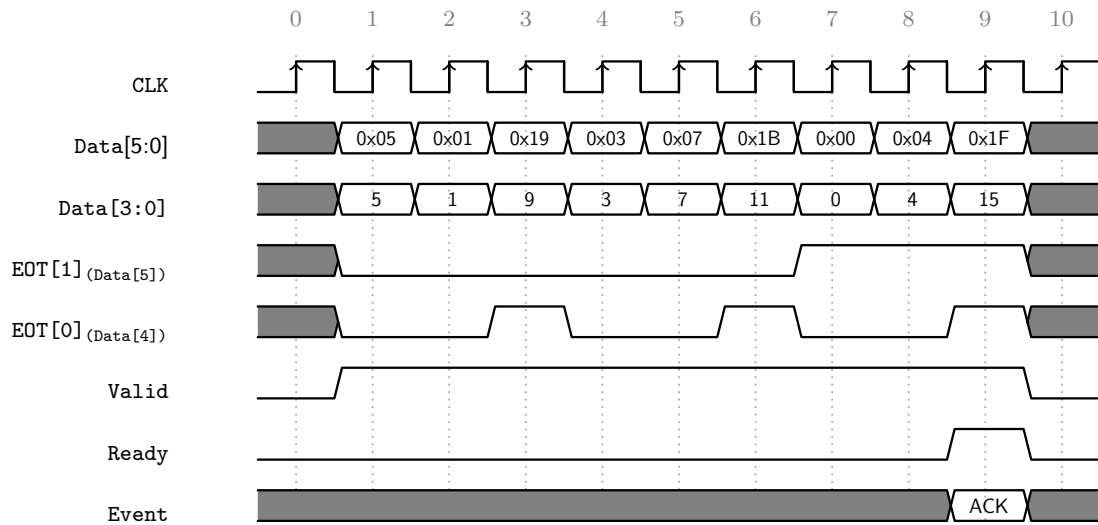 0 1 2 3 4 5 6 7 8 9 10
CLK
Data[5:0] 0x05 0x01 0x19 0x03 0x07 0x1B 0x00 0x04 0x1F
Data[3:0] 5 1 9 3 7 11 0 4 15
EOT[1](Data[5])
EOT[0](Data[4])
Valid
Ready
Event ACK